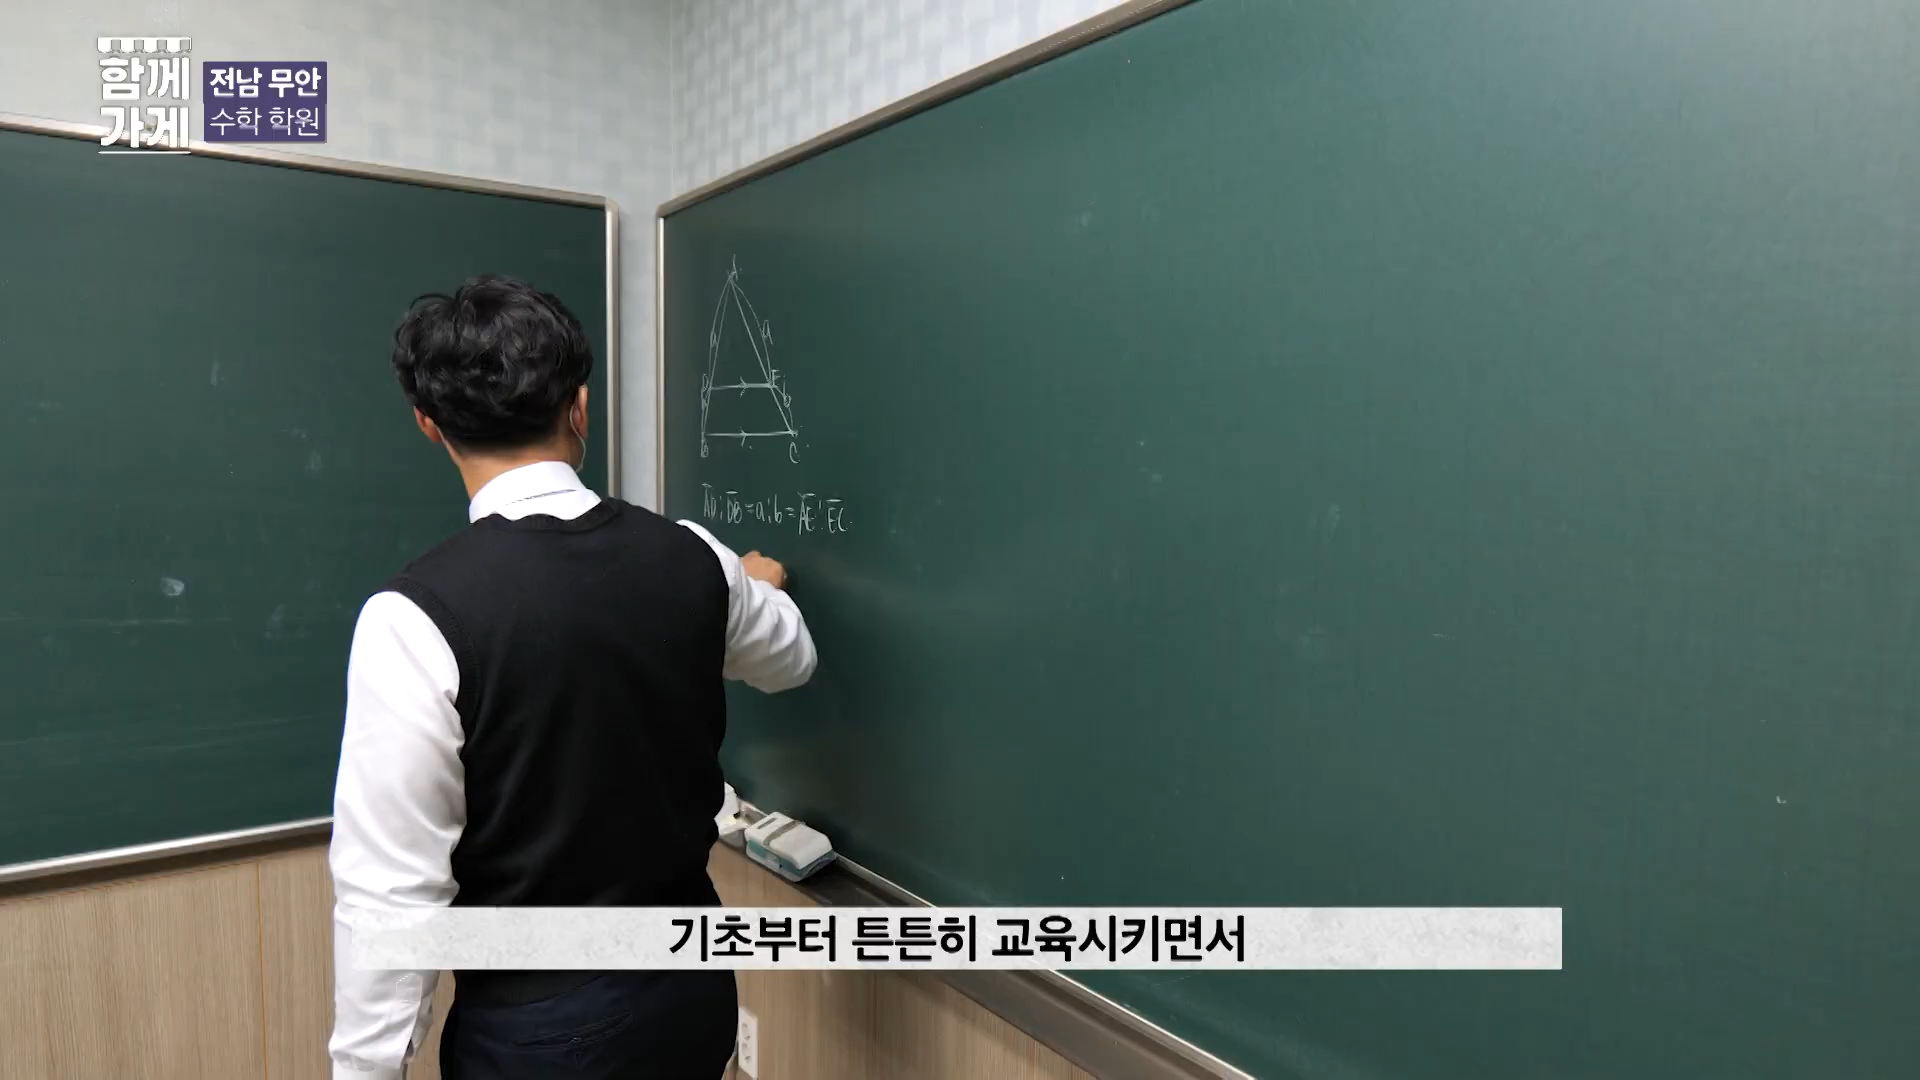 함께
가게
전남 무안
수학 학원
A
a
D
E
b
B
C
AD:DB=a:b=AE:EC
기초부터 튼튼히 교육시키면서